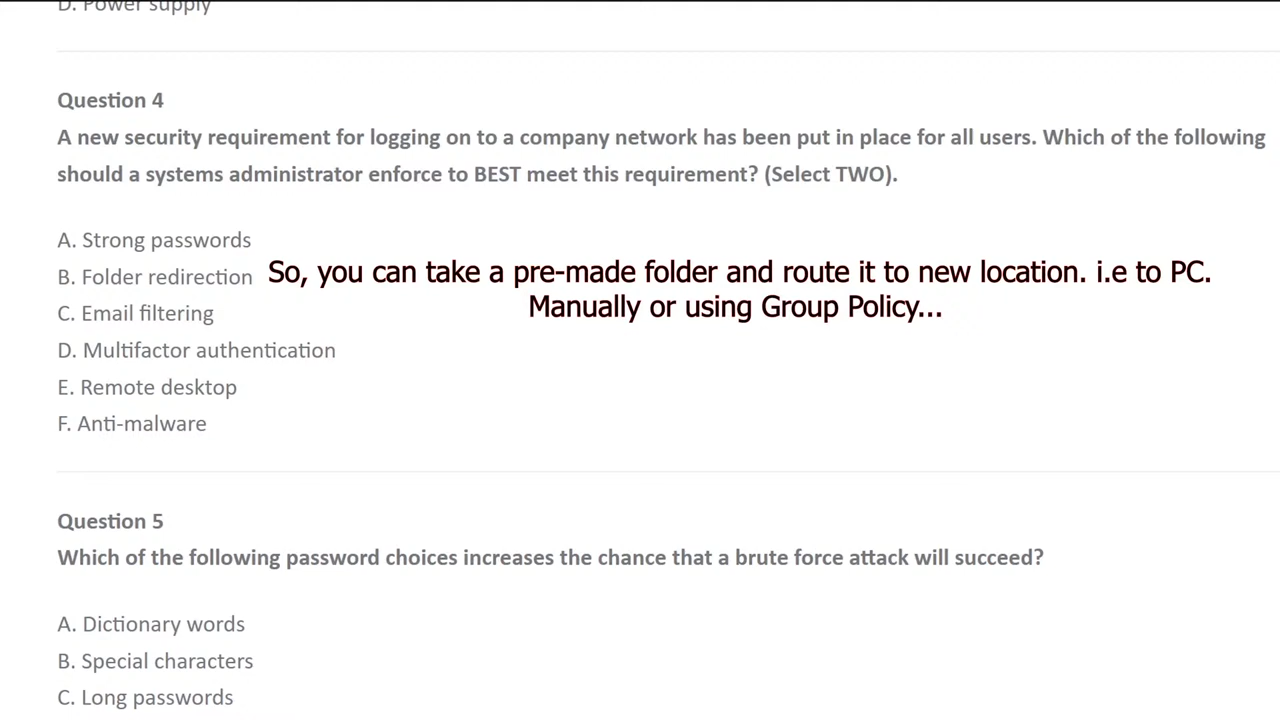 D. Power supply
Question 4
A new security requirement for logging on to a company network has been put in place for all users. Which of the following
should a systems administrator enforce to BEST meet this requirement? (Select TWO).
A. Strong passwords
B. Folder redirection
So, you can take a pre-made folder and route it to new location. i.e to PC.
Manually or using Group Policy...
C. Email filtering
D. Multifactor authentication
E. Remote desktop
F. Anti-malware
Question 5
Which of the following password choices increases the chance that a brute force attack will succeed?
A. Dictionary words
B. Special characters
C. Long passwords